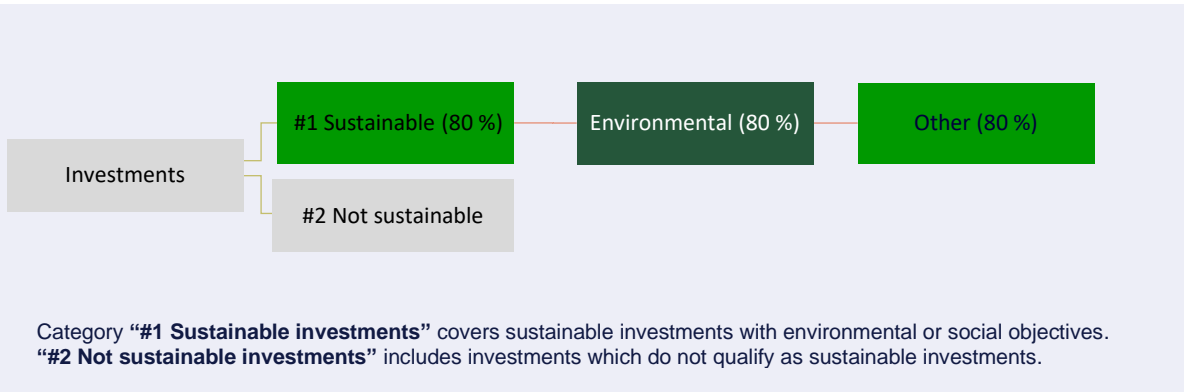 #1 Sustainable (80 %)
Environmental (80 %)
Other (80 %)
Investments
#2 Not sustainable
Category “#1 Sustainable investments” covers sustainable investments with environmental or social objectives.
“#2 Not sustainable investments” includes investments which do not qualify as sustainable investments.